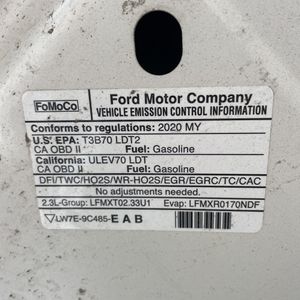 FoMoCo
Ford Motor Company
VEHICLE EMISSION CONTROL INFORMATION
Conforms to regulations: 2020 MY
U.S. EPA: T3B70 LDT2
CA OBD II Fuel: Gasoline
California: ULEV70 LDT
CA OBD II Fuel: Gasoline
DFI/TWC/HO2S/WR-HO2S/EGR/EGRC/TC/CAC
No adjustments needed.
2.3L-Group: LFMXT02.33U1 Evap: LFMXR0170NDF
LW7E-9C485-E A B